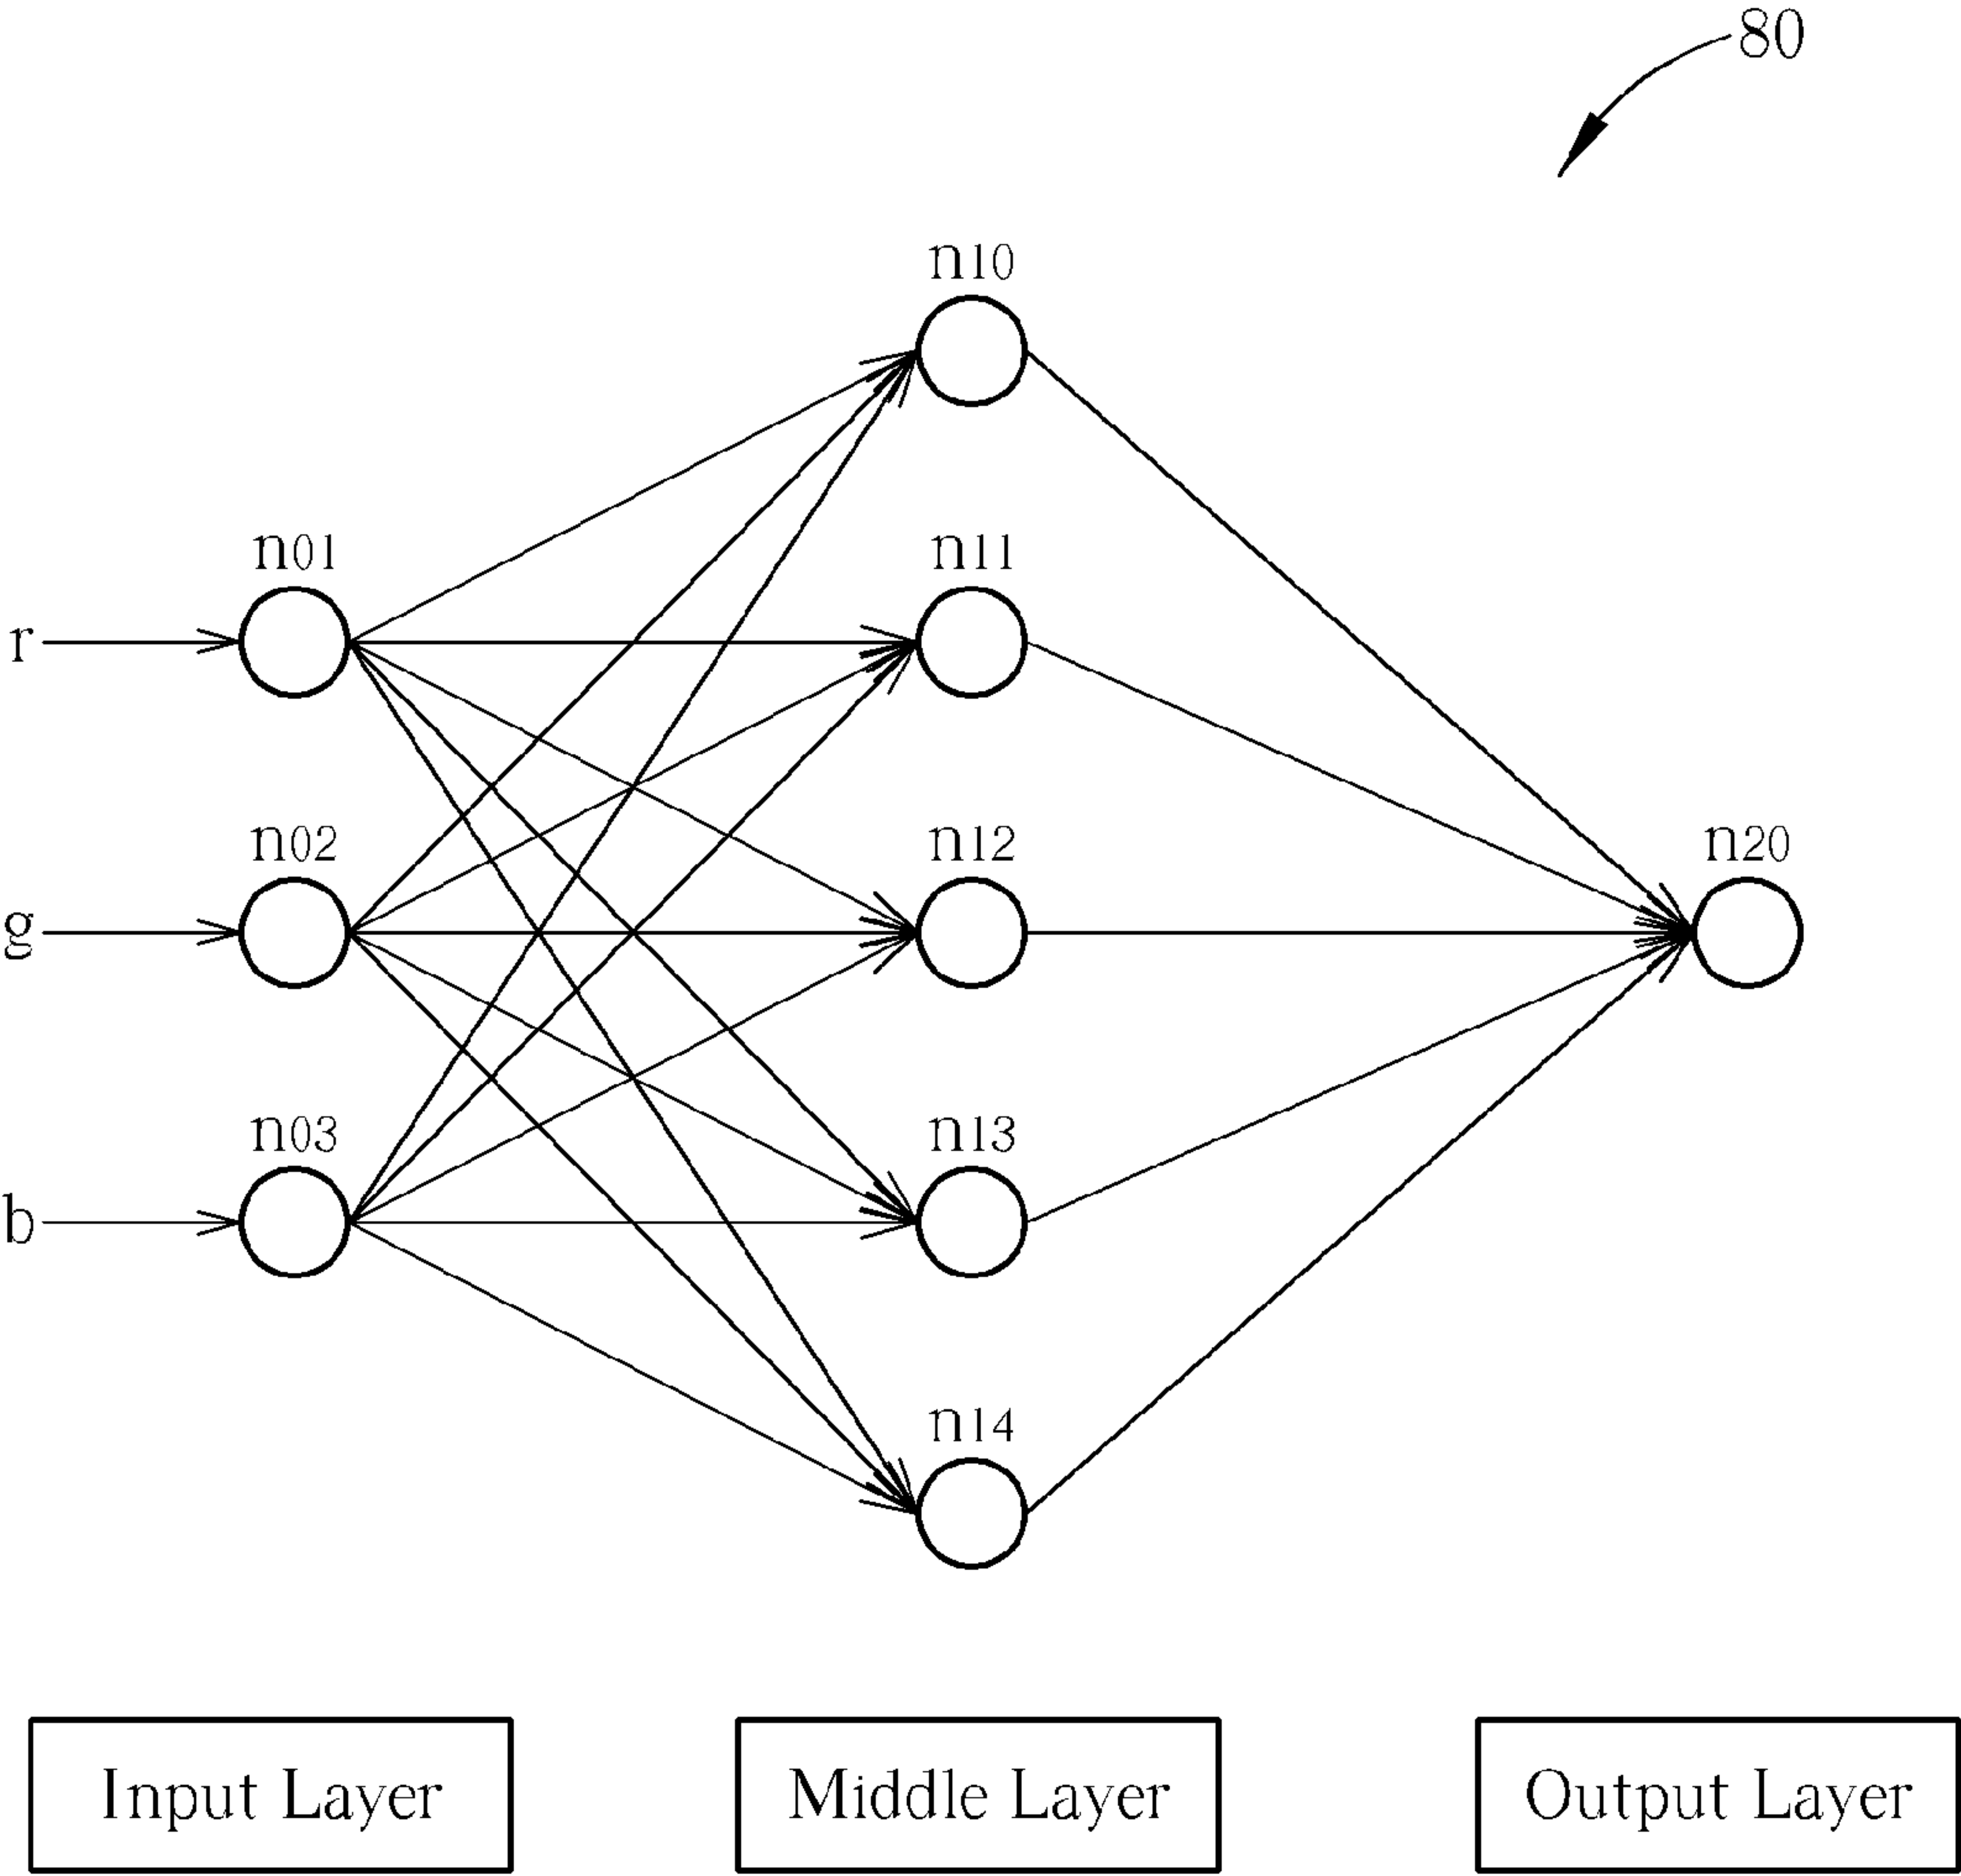 80
n10
n01
n11
r
n02
n12
n20
g
n03
n13
b
n14
Input Layer
Middle Layer
Output Layer